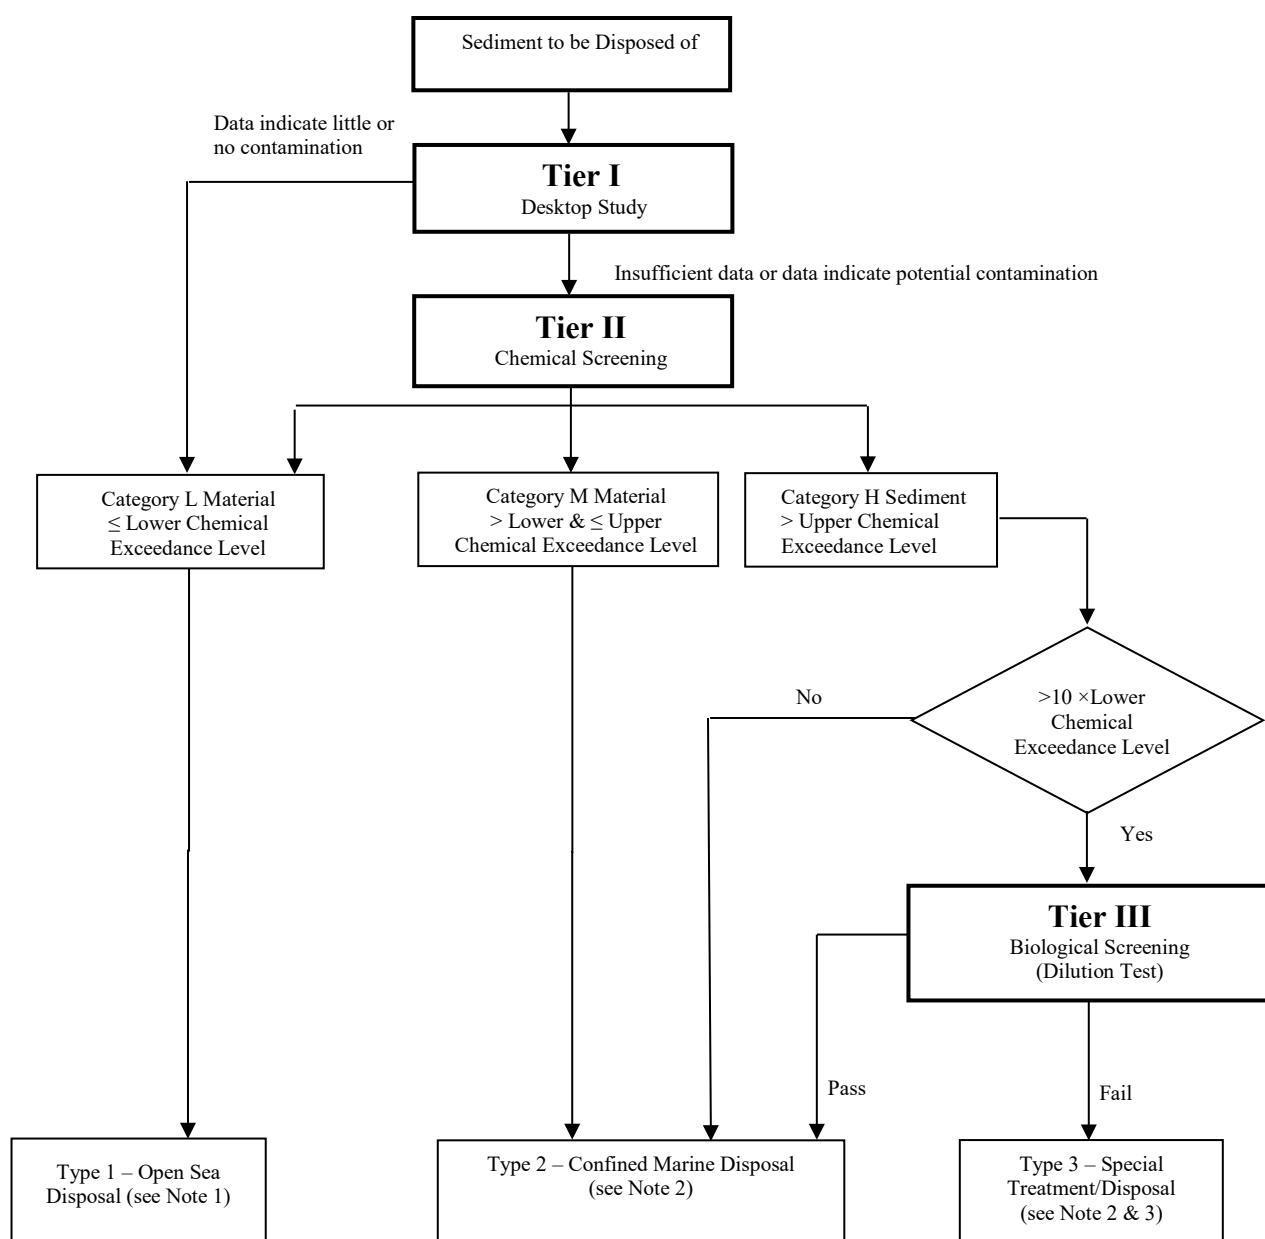 Sediment to be Disposed of
Data indicate little or
no contamination
Tier I
Desktop Study
Insufficient data or data indicate potential contamination
Tier II
Chemical Screening
Category L Material
≤ Lower Chemical
Exceedance Level
Category M Material
> Lower & ≤ Upper
Chemical Exceedance Level
Category H Sediment
> Upper Chemical
Exceedance Level
No
>10 ×Lower
Chemical
Exceedance Level
Yes
Tier III
Biological Screening
(Dilution Test)
Pass
Fail
Type 1 – Open Sea
Disposal (see Note 1)
Type 2 – Confined Marine Disposal
(see Note 2)
Type 3 – Special
Treatment/Disposal
(see Note 2 & 3)